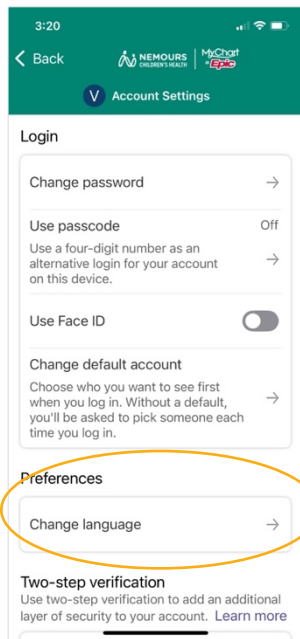 3:20
Back
NEMOURS
CHILDREN'S HEALTH
MyChart
Epic
V Account Settings
Login
Change password
Use passcode Off
Use a four-digit number as an
alternative login for your account
on this device.
Use Face ID
Change default account
Choose who you want to see first
when you log in. Without a default,
you'll be asked to pick someone each
time you log in.
Preferences
Change language
Two-step verification
Use two-step verification to add an additional
layer of security to your account. Learn more